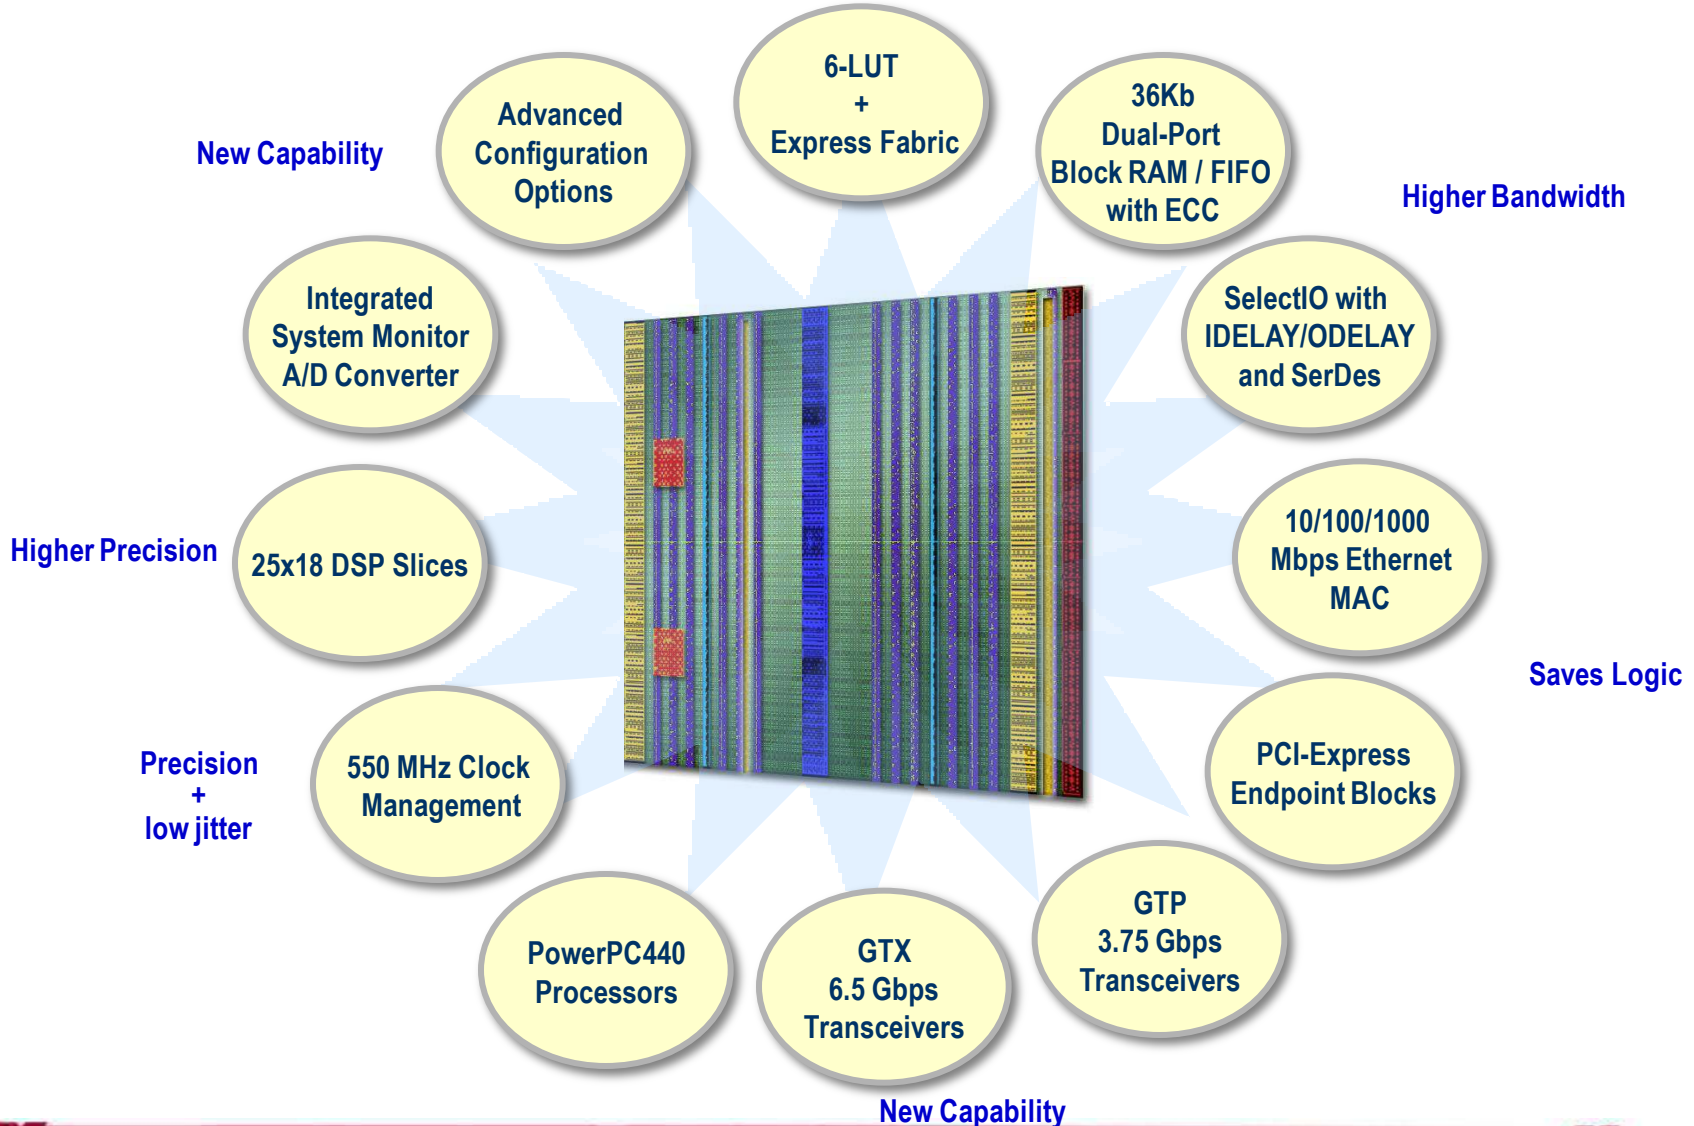 6-LUT
+
Express Fabric
36Kb
Dual-Port
Block RAM / FIFO
with ECC
Advanced
Configuration
Options
New Capability
Higher Bandwidth
Integrated
System Monitor
A/D Converter
SelectIO with
IDELAY/ODELAY
and SerDes
Higher Precision
25x18 DSP Slices
10/100/1000
Mbps Ethernet
MAC
Saves Logic
Precision
+
low jitter
550 MHz Clock
Management
PCI-Express
Endpoint Blocks
PowerPC440
Processors
GTX
6.5 Gbps
Transceivers
GTP
3.75 Gbps
Transceivers
New Capability